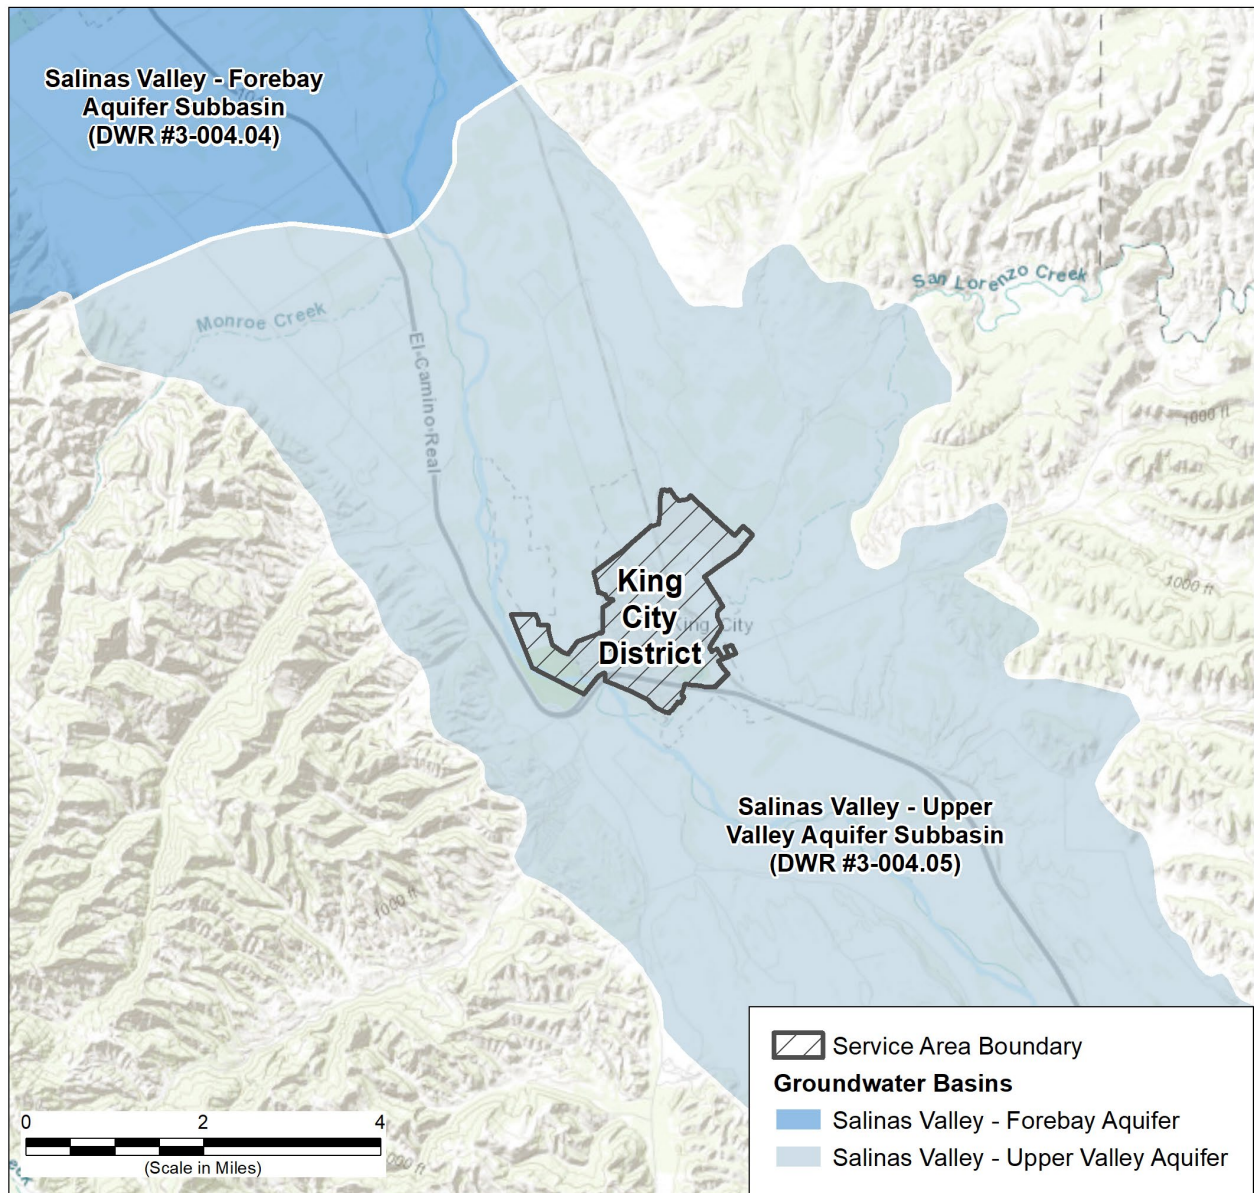 Salinas Valley - Forebay
Aquifer Subbasin
(DWR #3-004.04)
San Lorenzo Creek
Monroe Creek
El Camino Real
1000 ft
1000 ft
King
City
District
King City
Salinas Valley - Upper
Valley Aquifer Subbasin
(DWR #3-004.05)
1000 ft
Service Area Boundary
Groundwater Basins
Salinas Valley - Forebay Aquifer
Salinas Valley - Upper Valley Aquifer
0 2 4
(Scale in Miles)